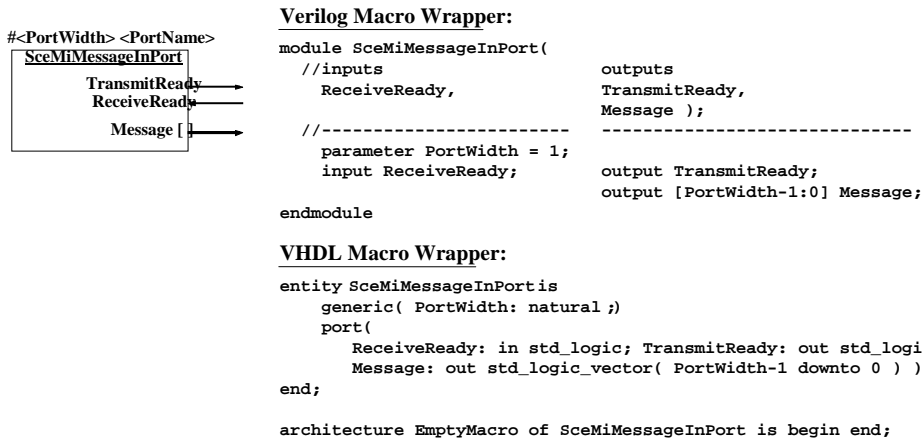 #<PortWidth> <PortName>
SceMiMessageInPort
TransmitReady
ReceiveReady
Message [ ]
Verilog Macro Wrapper:
module SceMiMessageInPort(
//inputs outputs
ReceiveReady, TransmitReady,
Message );
//------------------------ ------------------------------
parameter PortWidth = 1;
input ReceiveReady; output TransmitReady;
output [PortWidth-1:0] Message;
endmodule
VHDL Macro Wrapper:
entity SceMiMessageInPort is
generic( PortWidth: natural ;)
port(
ReceiveReady: in std_logic; TransmitReady: out std_logi
Message: out std_logic_vector( PortWidth-1 downto 0 ) )
end;
architecture EmptyMacro of SceMiMessageInPort is begin end;